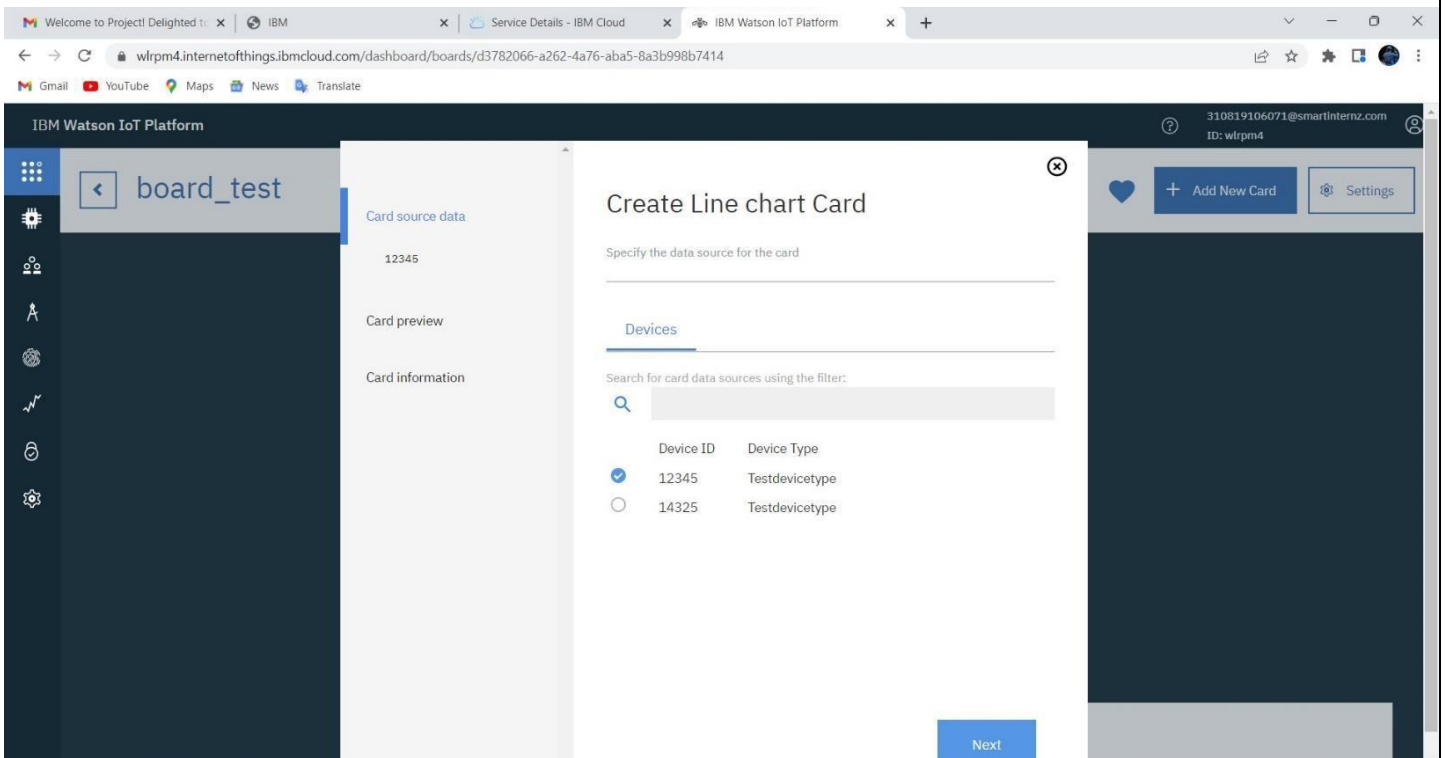 Welcome to Project! Delighted to
IBM
Service Details - IBM Cloud
IBM Watson IoT Platform
wlrpm4.internetofthings.ibmcloud.com/dashboard/boards/d3782066-a262-4a76-aba5-8a3b998b7414
Gmail YouTube Maps News Translate
IBM Watson IoT Platform
310819106071@smartinternz.com
ID: wlrpm4
board_test
Add New Card
Settings
Card source data
12345
Card preview
Card information
Create Line chart Card
Specify the data source for the card
Devices
Search for card data sources using the filter:
Device ID Device Type
12345 Testdevicetype
14325 Testdevicetype
Next